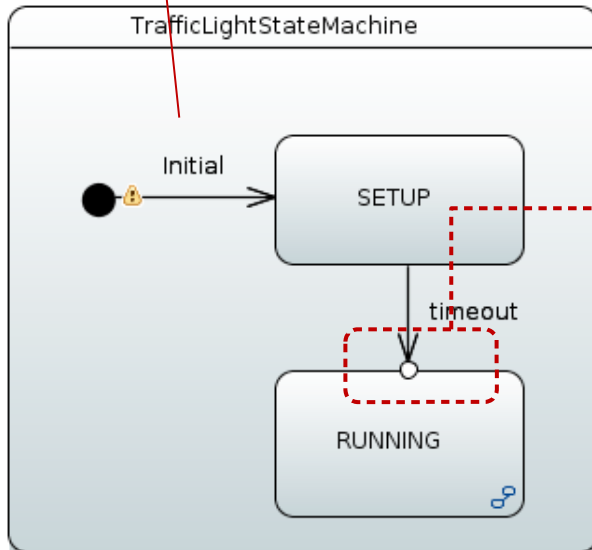 TrafficLightStateMachine
Initial
SETUP
timeout
RUNNING